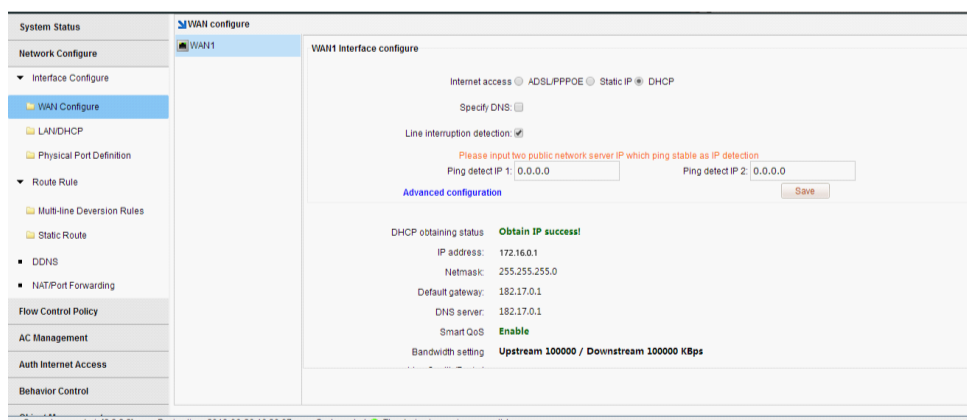 System Status
Network Configure
Interface Configure
WAN Configure
LAN/DHCP
Physical Port Definition
Route Rule
Multi-line Deversion Rules
Static Route
DDNS
NAT/Port Forwarding
Flow Control Policy
AC Management
Auth Internet Access
Behavior Control
WAN configure
WAN1
WAN1 Interface configure
Internet access ADSL/PPPOE Static IP DHCP
Specify DNS:
Line interruption detection:
Please input two public network server IP which ping stable as IP detection
Ping detect IP 1: 0.0.0.0 Ping detect IP 2: 0.0.0.0
Advanced configuration Save
DHCP obtaining status Obtain IP success!
IP address: 172.16.0.1
Netmask: 255.255.255.0
Default gateway: 182.17.0.1
DNS server: 182.17.0.1
Smart QoS Enable
Bandwidth setting Upstream 100000 / Downstream 100000 KBps